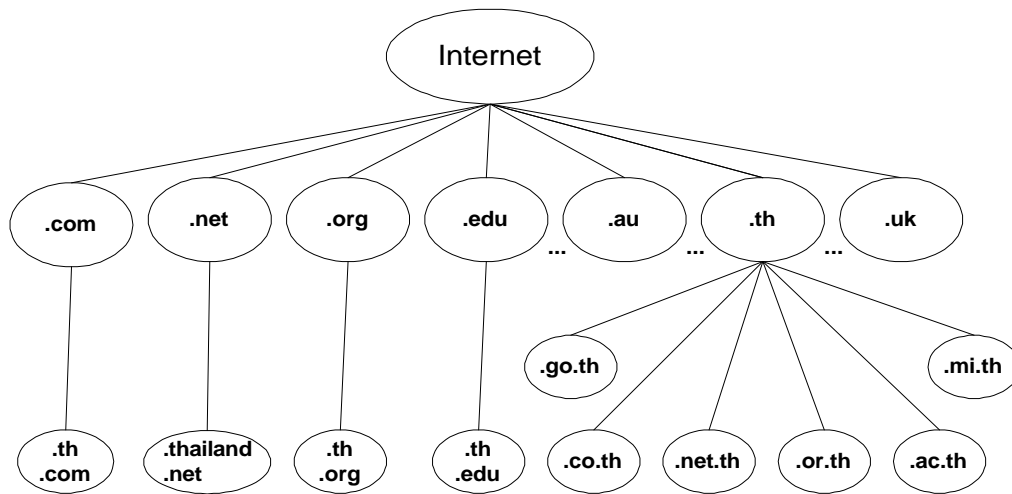 Internet
.com
.net
.org
.edu
...
.au
...
.th
...
.uk
.go.th
.mi.th
.th
.com
.thailand
.net
.th
.org
.th
.edu
.co.th
.net.th
.or.th
.ac.th